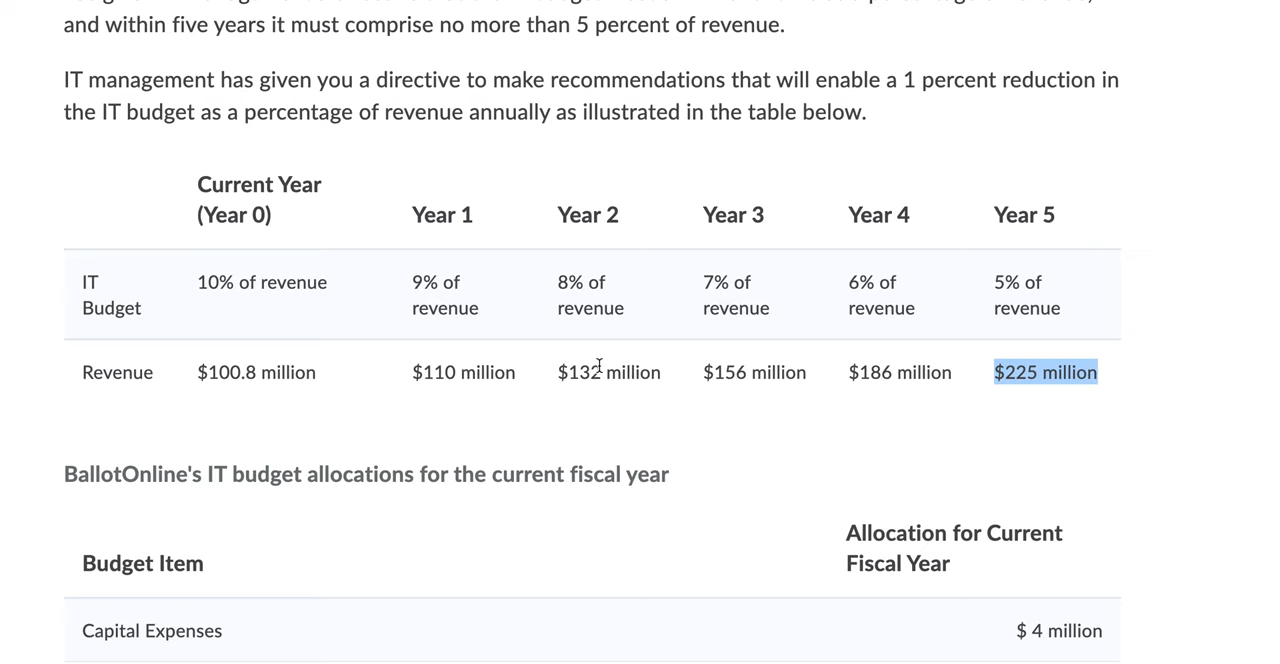 and within five years it must comprise no more than 5 percent of revenue.
IT management has given you a directive to make recommendations that will enable a 1 percent reduction in
the IT budget as a percentage of revenue annually as illustrated in the table below.
Current Year
(Year 0) Year 1 Year 2 Year 3 Year 4 Year 5
IT 10% of revenue 9% of 8% of 7% of 6% of 5% of
Budget revenue revenue revenue revenue revenue
Revenue $100.8 million $110 million $132 million $156 million $186 million $225 million
BallotOnline's IT budget allocations for the current fiscal year
Allocation for Current
Budget Item Fiscal Year
Capital Expenses $ 4 million